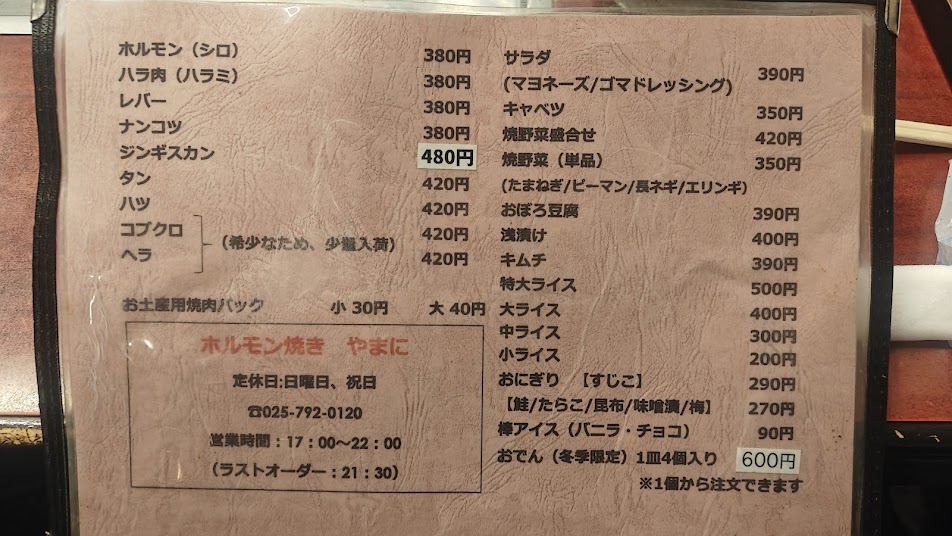 ホルモン（シロ） 380円
ハラ肉（ハラミ） 380円
レバー 380円
ナンコツ 380円
ジンギスカン 480円
タン 420円
ハツ 420円
コブクロ 420円
（希少なため、少量入荷）
ヘラ 420円
お土産用焼肉パック 小 30円 大 40円
ホルモン焼き やまに
定休日:日曜日、祝日
☎025-792-0120
営業時間：17：00～22：00
（ラストオーダー：21：30）
サラダ
(マヨネーズ/ゴマドレッシング) 390円
キャベツ 350円
焼野菜盛合せ 420円
焼野菜（単品） 350円
(たまねぎ/ピーマン/長ネギ/エリンギ)
おぼろ豆腐 390円
浅漬け 400円
キムチ 390円
特大ライス 500円
大ライス 400円
中ライス 300円
小ライス 200円
おにぎり 【すじこ】 290円
【鮭/たらこ/昆布/味噌漬/梅】 270円
棒アイス（バニラ・チョコ） 90円
おでん（冬季限定）1皿4個入り 600円
※1個から注文できます